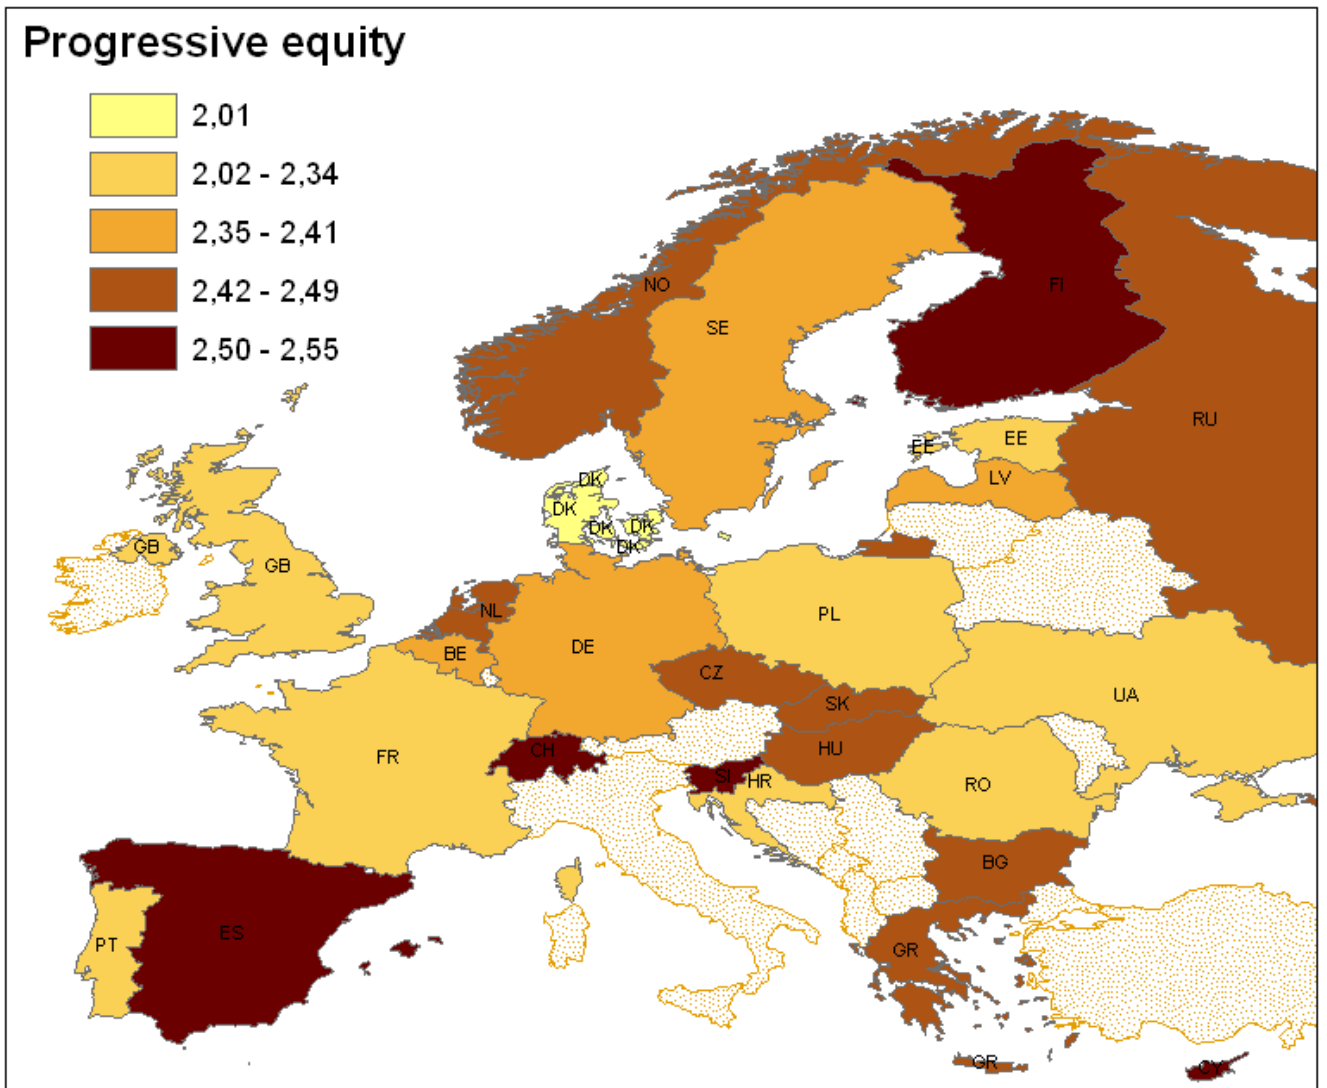 Progressive equity
2,01
2,02 - 2,34
2,35 - 2,41
2,42 - 2,49
2,50 - 2,55
NO
FI
SE
RU
EE
EE
LV
DK
DK
DK
DK
DK
GB
GB
NL
PL
DE
BE
CZ
UA
SK
HU
CH
FR
SI
HR
RO
BG
ES
PT
GR
GR
CY